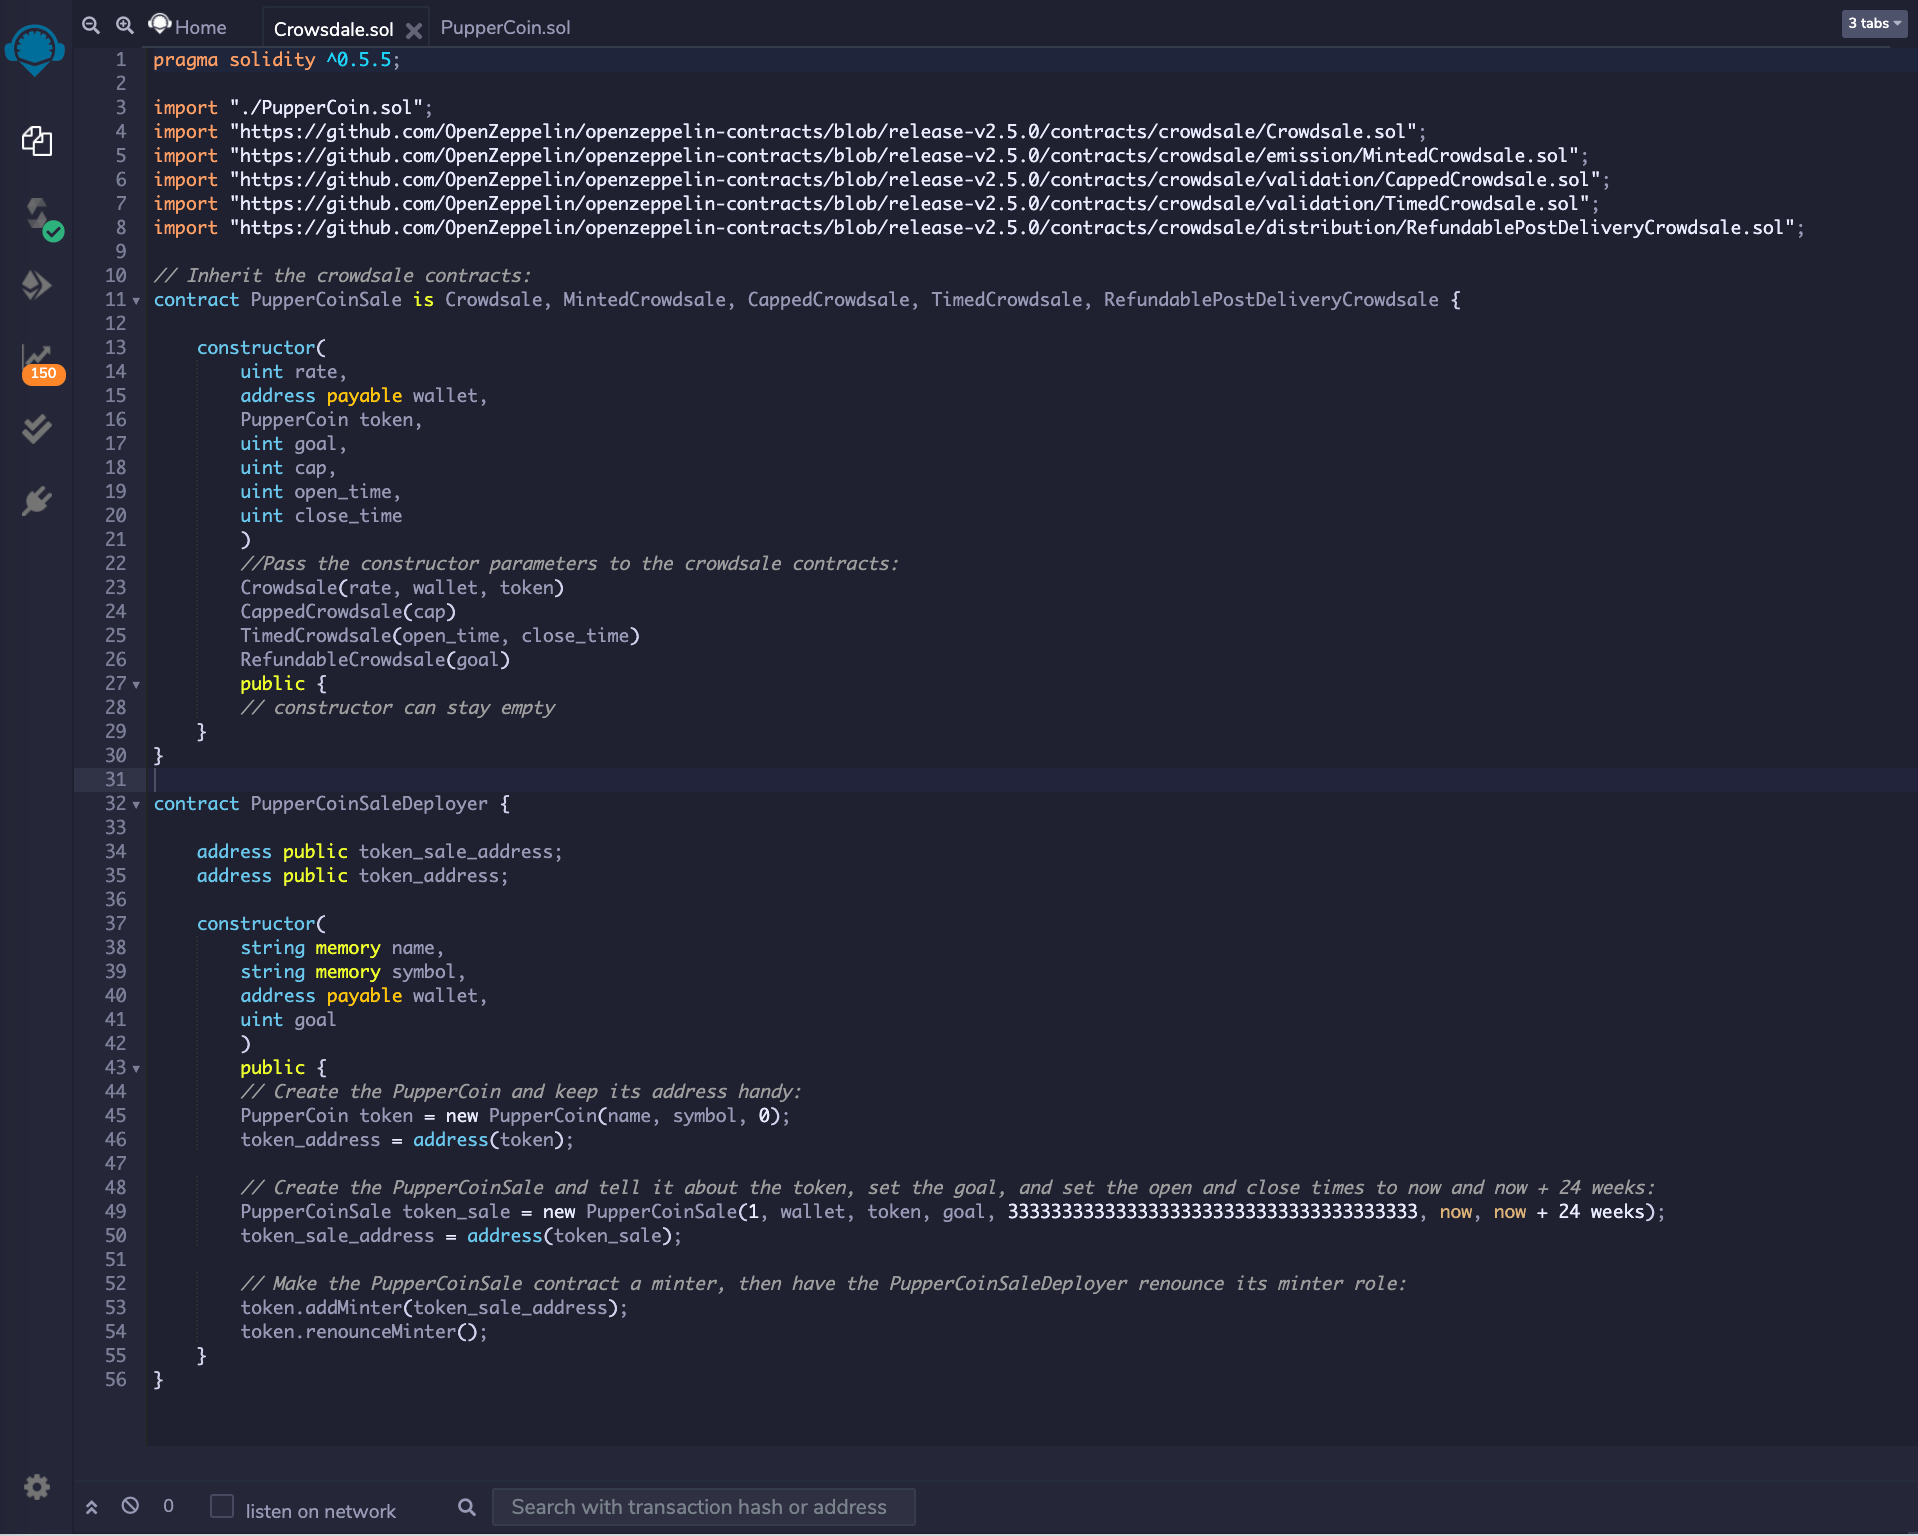 Home
Crowsdale.sol
PupperCoin.sol
3 tabs
1 pragma solidity ^0.5.5;
2
3 import "./PupperCoin.sol";
4 import "https://github.com/OpenZeppelin/openzeppelin-contracts/blob/release-v2.5.0/contracts/crowdsale/Crowdsale.sol";
5 import "https://github.com/OpenZeppelin/openzeppelin-contracts/blob/release-v2.5.0/contracts/crowdsale/emission/MintedCrowdsale.sol";
6 import "https://github.com/OpenZeppelin/openzeppelin-contracts/blob/release-v2.5.0/contracts/crowdsale/validation/CappedCrowdsale.sol";
7 import "https://github.com/OpenZeppelin/openzeppelin-contracts/blob/release-v2.5.0/contracts/crowdsale/validation/TimedCrowdsale.sol";
8 import "https://github.com/OpenZeppelin/openzeppelin-contracts/blob/release-v2.5.0/contracts/crowdsale/distribution/RefundablePostDeliveryCrowdsale.sol";
9
10 // Inherit the crowdsale contracts:
11 contract PupperCoinSale is Crowdsale, MintedCrowdsale, CappedCrowdsale, TimedCrowdsale, RefundablePostDeliveryCrowdsale {
12
13 constructor(
14 uint rate,
15 address payable wallet,
16 PupperCoin token,
17 uint goal,
18 uint cap,
19 uint open_time,
20 uint close_time
21 )
22 //Pass the constructor parameters to the crowdsale contracts:
23 Crowdsale(rate, wallet, token)
24 CappedCrowdsale(cap)
25 TimedCrowdsale(open_time, close_time)
26 RefundableCrowdsale(goal)
27 public {
28 // constructor can stay empty
29 }
30 }
31
32 contract PupperCoinSaleDeployer {
33
34 address public token_sale_address;
35 address public token_address;
36
37 constructor(
38 string memory name,
39 string memory symbol,
40 address payable wallet,
41 uint goal
42 )
43 public {
44 // Create the PupperCoin and keep its address handy:
45 PupperCoin token = new PupperCoin(name, symbol, 0);
46 token_address = address(token);
47
48 // Create the PupperCoinSale and tell it about the token, set the goal, and set the open and close times to now and now + 24 weeks:
49 PupperCoinSale token_sale = new PupperCoinSale(1, wallet, token, goal, 33333333333333333333333333333333333333, now, now + 24 weeks);
50 token_sale_address = address(token_sale);
51
52 // Make the PupperCoinSale contract a minter, then have the PupperCoinSaleDeployer renounce its minter role:
53 token.addMinter(token_sale_address);
54 token.renounceMinter();
55 }
56 }
150
0
listen on network
Search with transaction hash or address